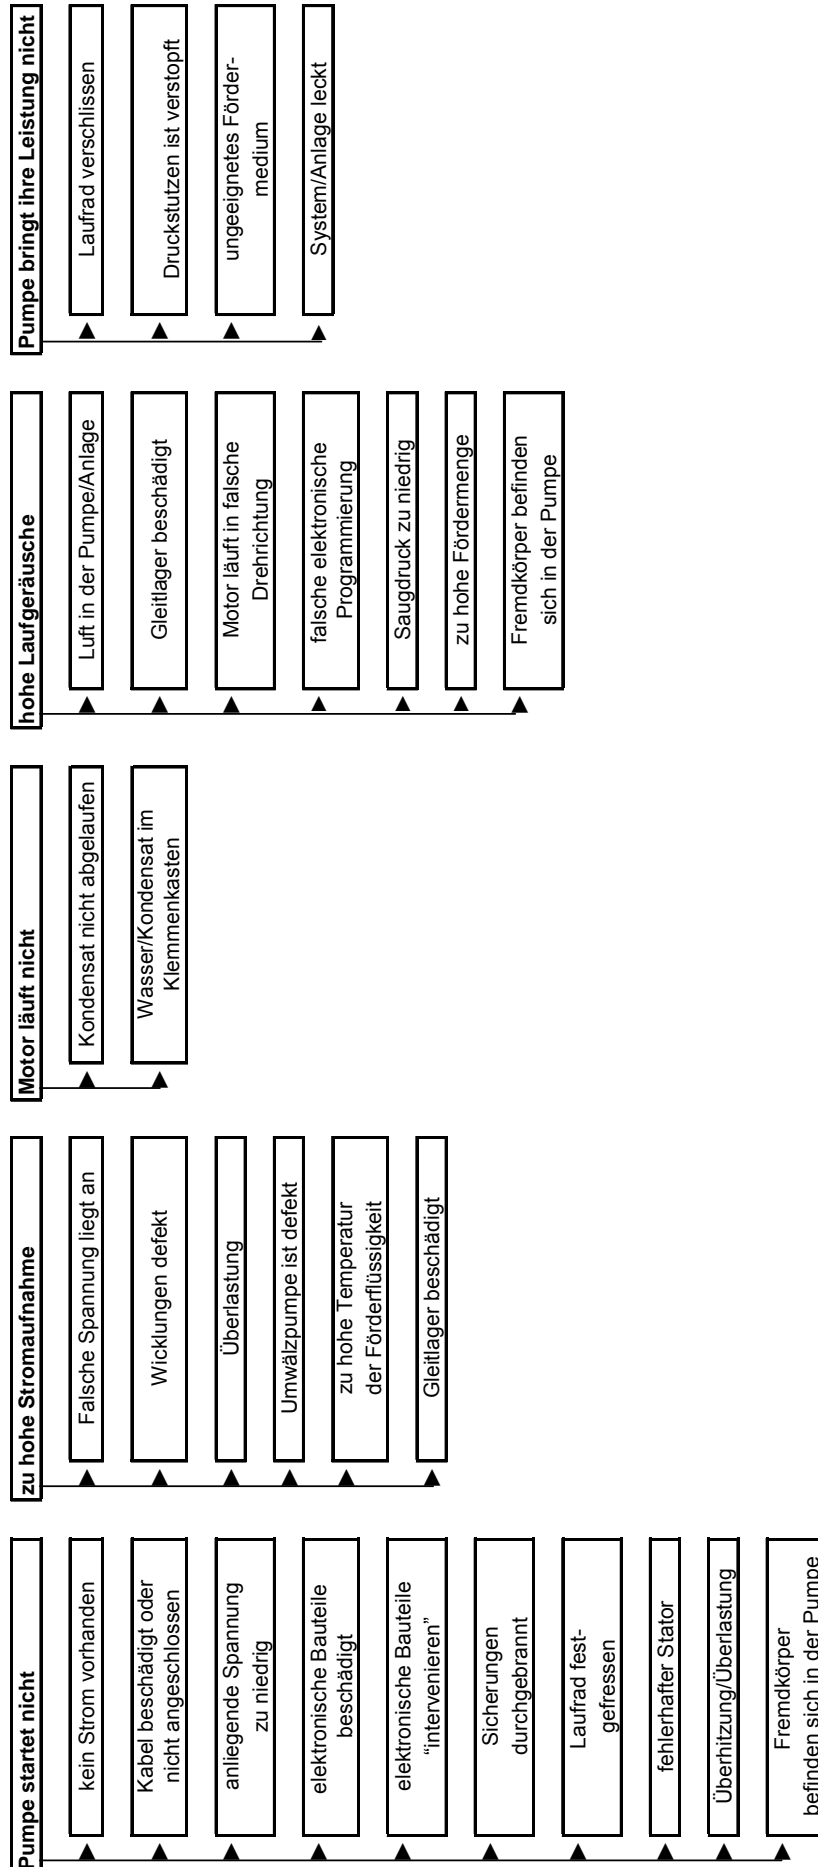 Pumpe startet nicht
kein Strom vorhanden
Kabel beschädigt oder
nicht angeschlossen
anliegende Spannung
zu niedrig
elektronische Bauteile
beschädigt
elektronische Bauteile
“intervenieren”
Sicherungen
durchgebrannt
Laufrad fest-
gefressen
fehlerhafter Stator
Überhitzung/Überlastung
Fremdkörper
befinden sich in der Pumpe
zu hohe Stromaufnahme
Falsche Spannung liegt an
Wicklungen defekt
Überlastung
Umwälzpumpe ist defekt
zu hohe Temperatur
der Förderflüssigkeit
Gleitlager beschädigt
Motor läuft nicht
Kondensat nicht abgelaufen
Wasser/Kondensat im
Klemmenkasten
hohe Laufgeräusche
Luft in der Pumpe/Anlage
Gleitlager beschädigt
Motor läuft in falsche
Drehrichtung
falsche elektronische
Programmierung
Saugdruck zu niedrig
zu hohe Fördermenge
Fremdkörper befinden
sich in der Pumpe
Pumpe bringt ihre Leistung nicht
Laufrad verschlissen
Druckstutzen ist verstopft
ungeeignetes Förder-
medium
System/Anlage leckt